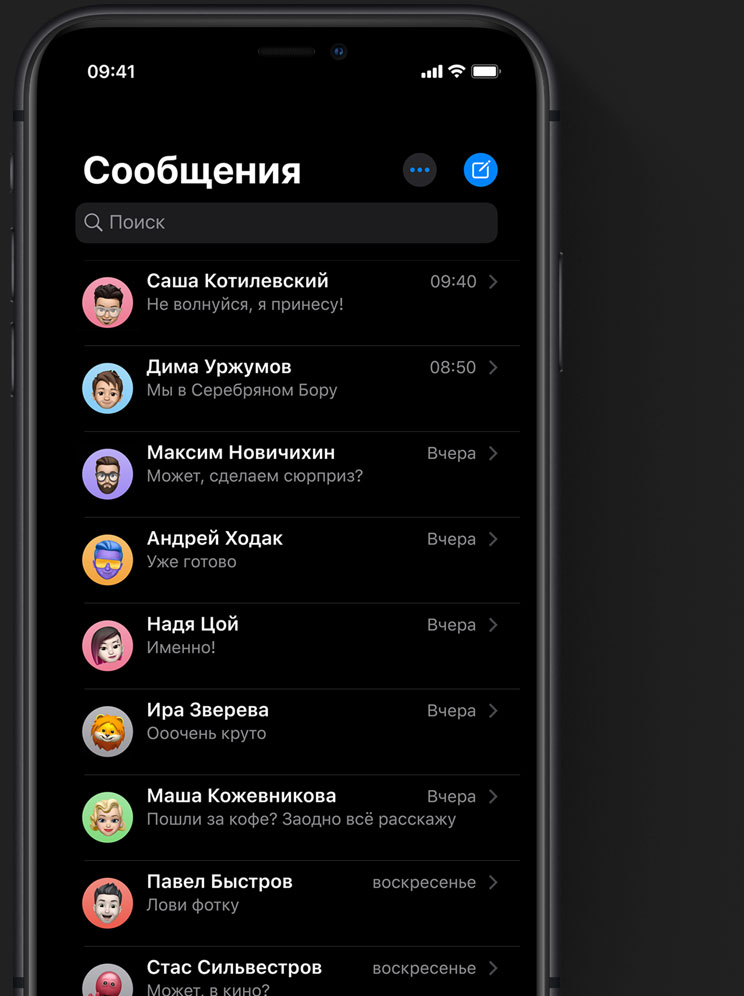 09:41
Сообщения
Поиск
Саша Котилевский 09:40
Не волнуйся, я принесу!
Дима Уржумов 08:50
Мы в Серебряном Бору
Максим Новичихин Вчера
Может, сделаем сюрприз?
Андрей Ходак Вчера
Уже готово
Надя Цой Вчера
Именно!
Ира Зверева Вчера
Ооочень круто
Маша Кожевникова Вчера
Пошли за кофе? Заодно всё расскажу
Павел Быстров воскресенье
Лови фотку
Стас Сильвестров воскресенье
Может, в кино?